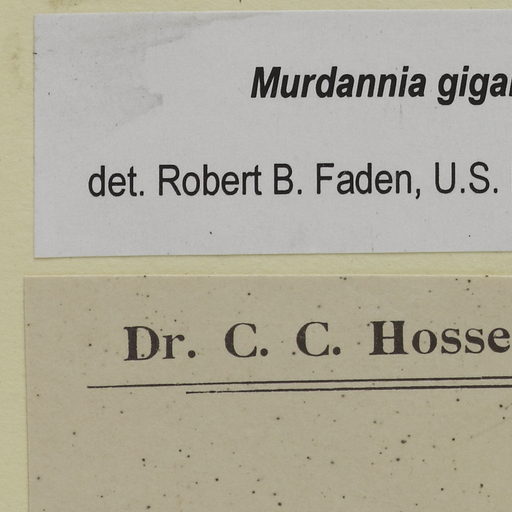 Murdannia gigan
det. Robert B. Faden, U.S.
Dr. C. C. Hosse